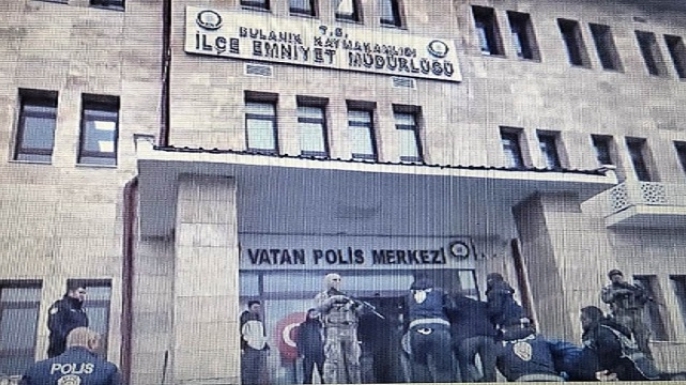 T.C.
BULANIK KAYMAKAMLIĞI
İLÇE EMNİYET MÜDÜRLÜĞÜ
VATAN POLİS MERKEZİ
POLİS